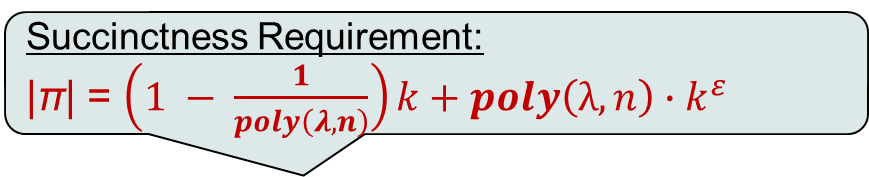 Succinctness Requirement:
|π| = (1 − 1/poly(λ,n)) k + poly(λ, n) · k^ε